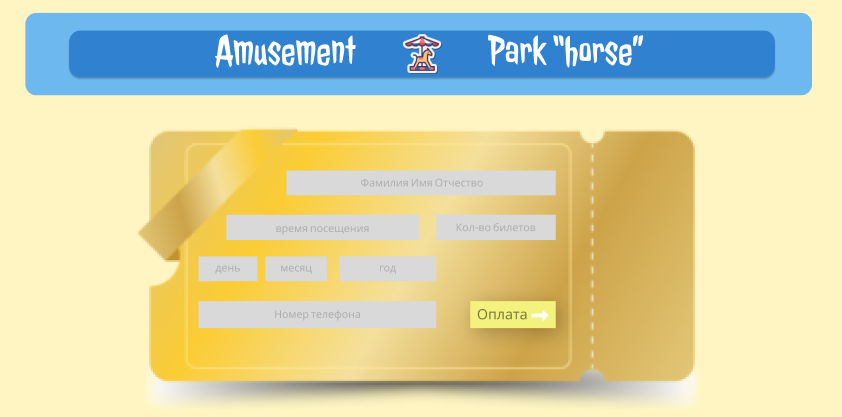 Amusement Park "horse"
Фамилия Имя Отчество
время посещения Кол-во билетов
день месяц год
Номер телефона Оплата